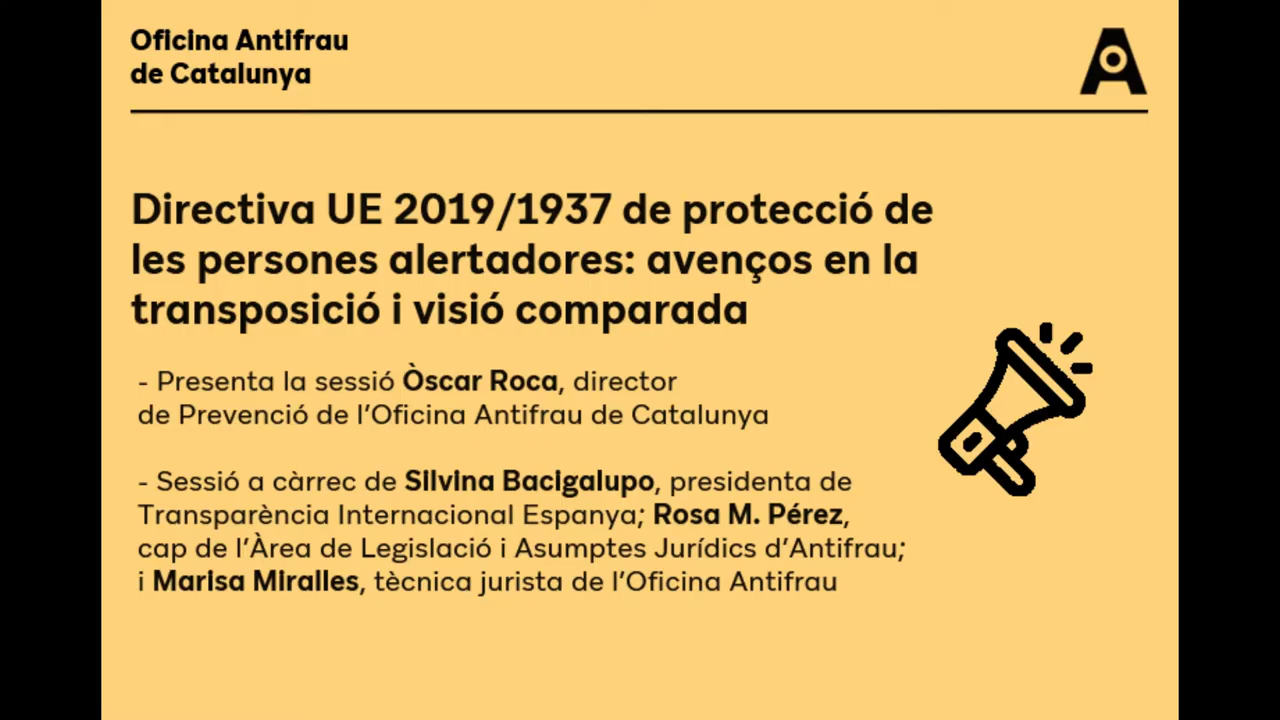 Oficina Antifrau
de Catalunya
Directiva UE 2019/1937 de protecció de
les persones alertadores: avenços en la
transposició i visió comparada
- Presenta la sessió Òscar Roca, director
de Prevenció de l'Oficina Antifrau de Catalunya
- Sessió a càrrec de Silvina Bacigalupo, presidenta de
Transparència Internacional Espanya; Rosa M. Pérez,
cap de l'Àrea de Legislació i Asumptes Jurídics d'Antifrau;
i Marisa Miralles, tècnica jurista de l'Oficina Antifrau